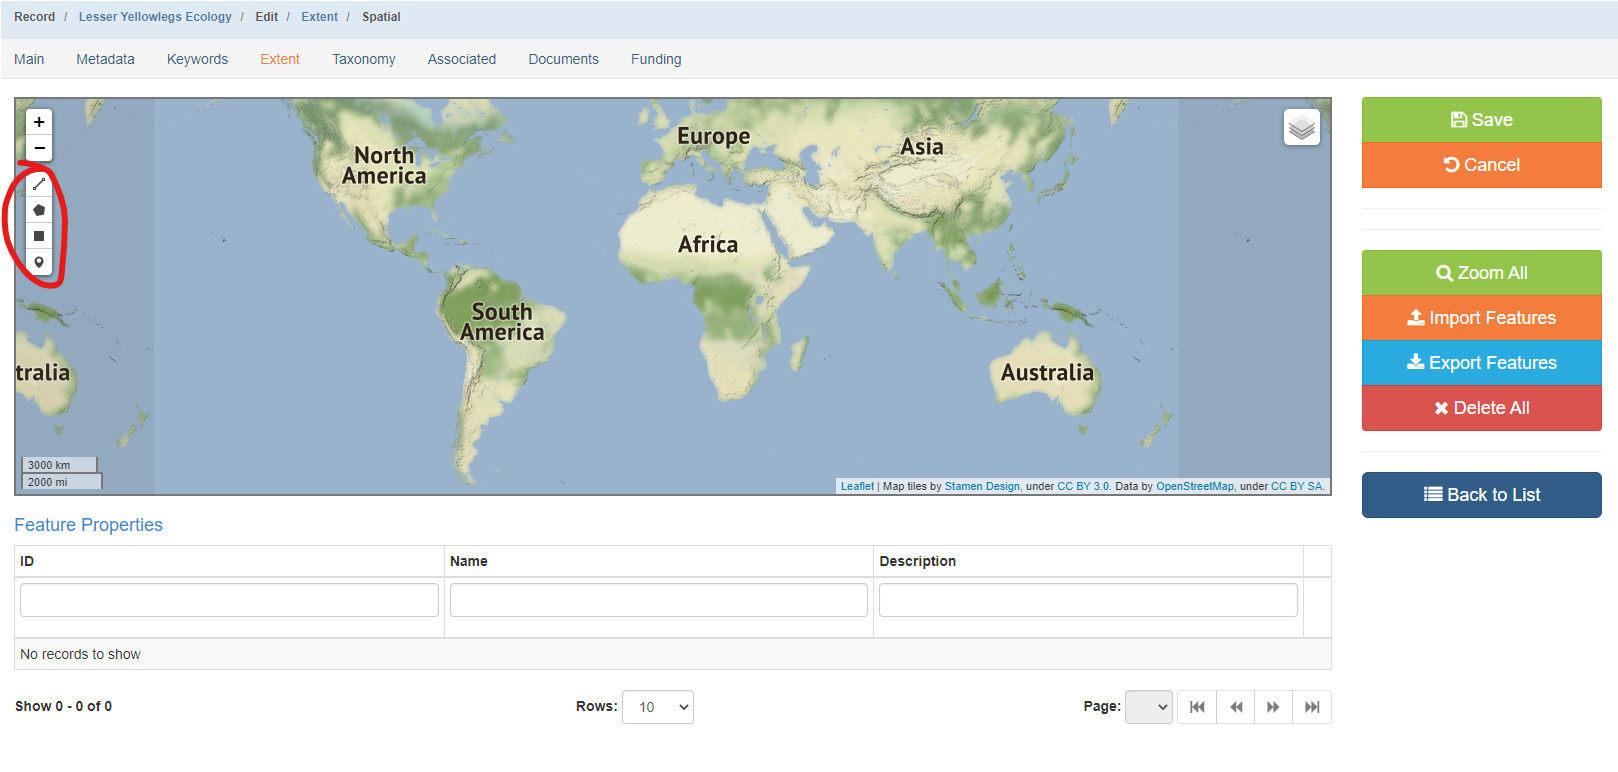 Record / Lesser Yellowlegs Ecology / Edit / Extent / Spatial
Main Metadata Keywords Extent Taxonomy Associated Documents Funding
+
−
North
America
Europe
Asia
Africa
South
America
tralia
Australia
3000 km
2000 mi
Leaflet | Map tiles by Stamen Design, under CC BY 3.0. Data by OpenStreetMap, under CC BY SA.
Save
Cancel
Zoom All
Import Features
Export Features
Delete All
Back to List
Feature Properties
ID Name Description
No records to show
Show 0 - 0 of 0 Rows: 10 Page: